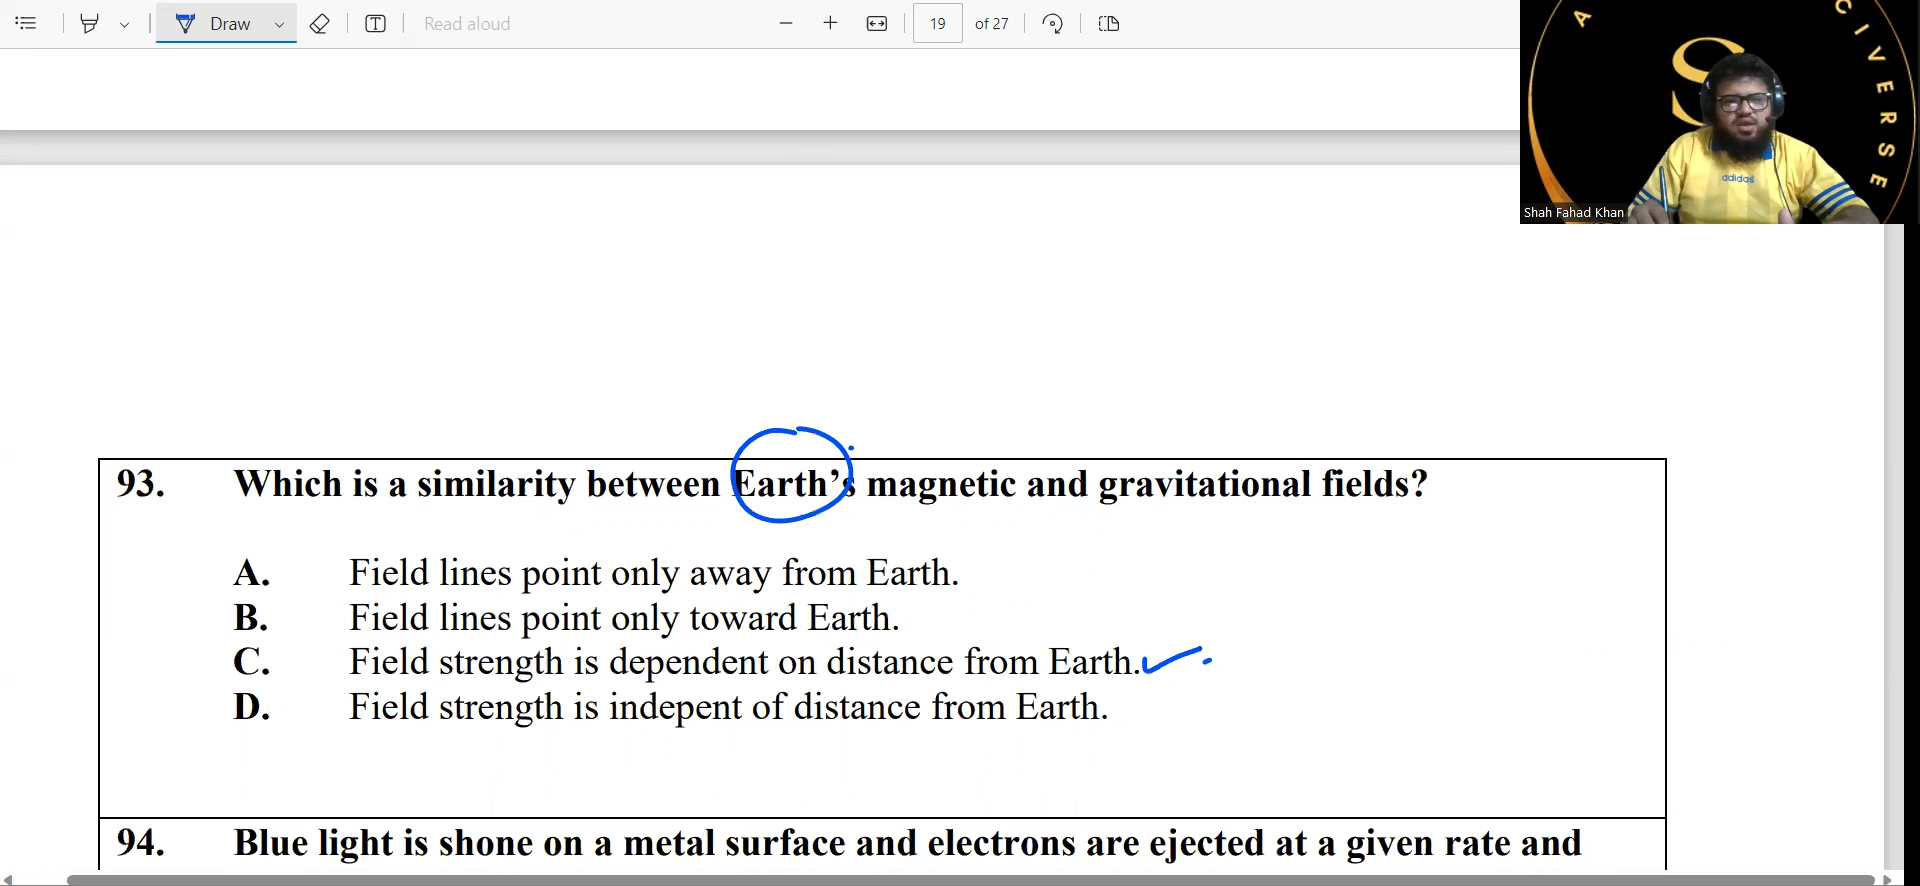 Draw
Read aloud
19 of 27
A
CIVERSE
S
adidas
Shah Fahad Khan
93. Which is a similarity between Earth’s magnetic and gravitational fields?
A. Field lines point only away from Earth.
B. Field lines point only toward Earth.
C. Field strength is dependent on distance from Earth.
D. Field strength is indepent of distance from Earth.
94. Blue light is shone on a metal surface and electrons are ejected at a given rate and